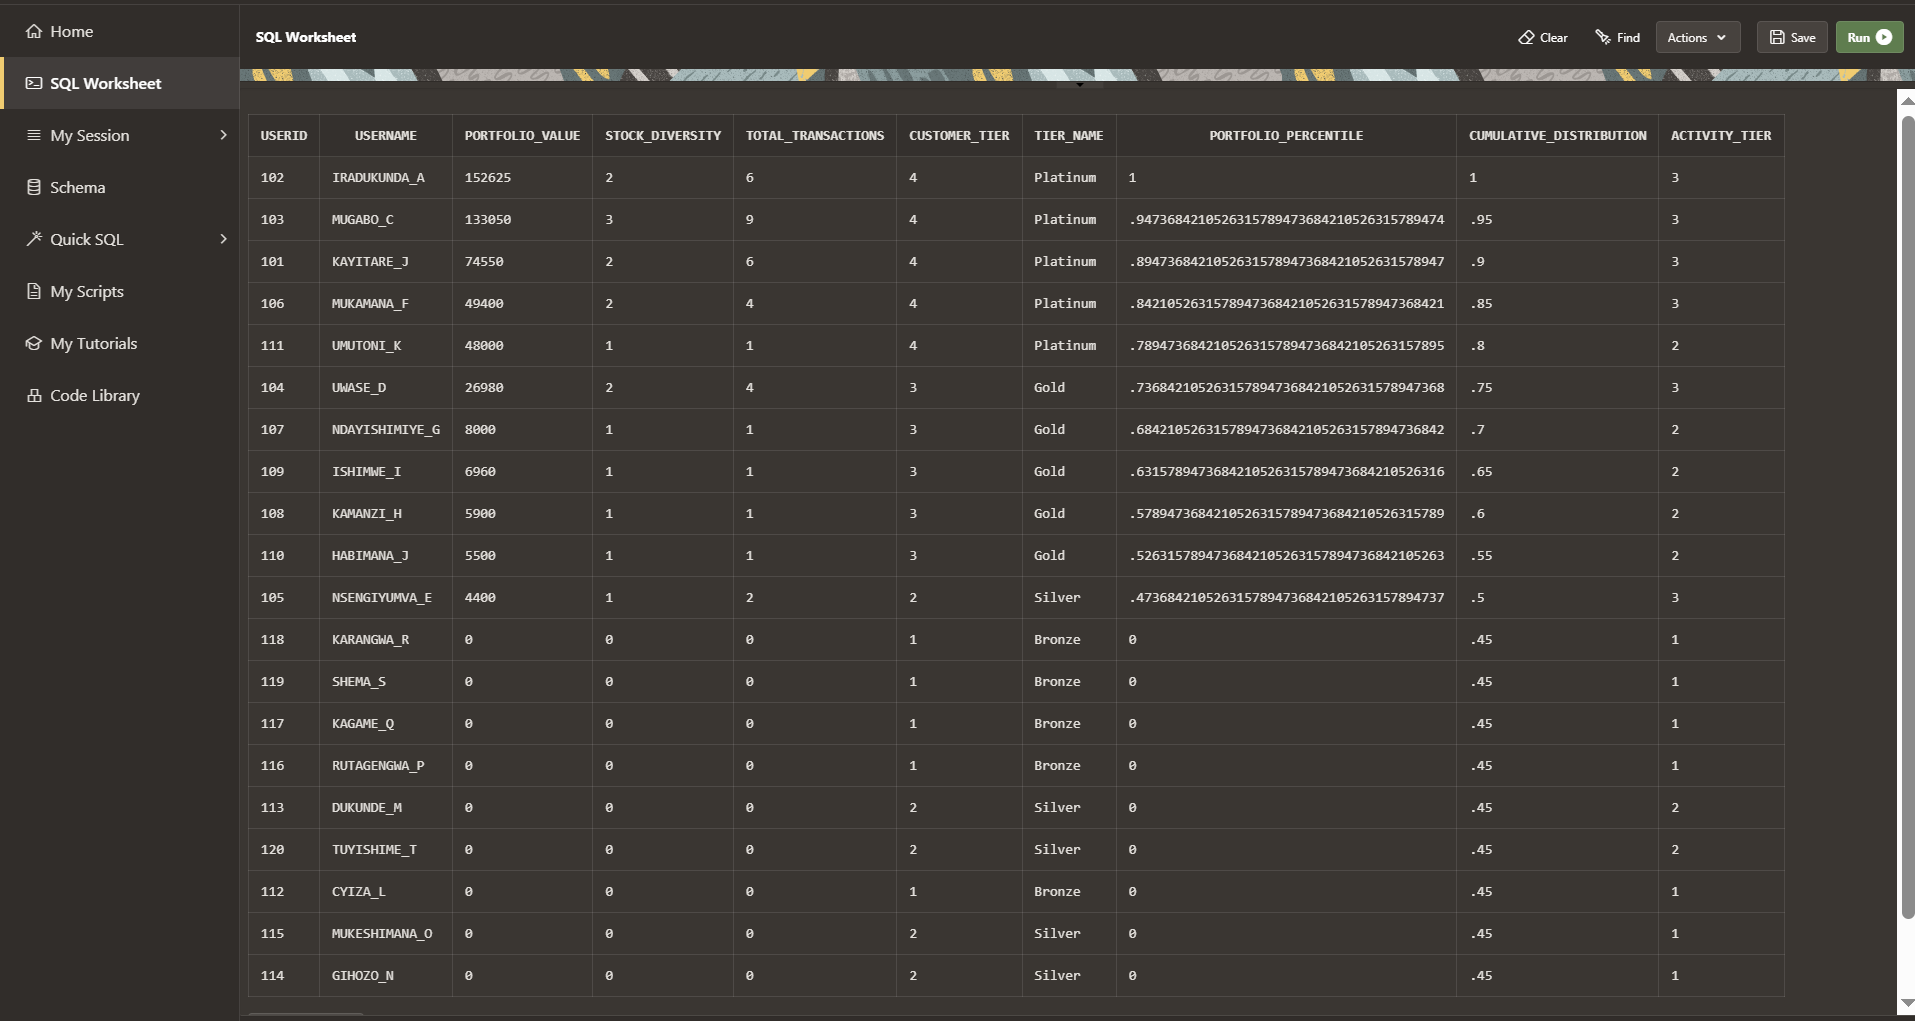 Home
SQL Worksheet
My Session
Schema
Quick SQL
My Scripts
My Tutorials
Code Library
SQL Worksheet Clear Find Actions Save Run
USERID USERNAME PORTFOLIO_VALUE STOCK_DIVERSITY TOTAL_TRANSACTIONS CUSTOMER_TIER TIER_NAME PORTFOLIO_PERCENTILE CUMULATIVE_DISTRIBUTION ACTIVITY_TIER
102 IRADUKUNDA_A 152625 2 6 4 Platinum 1 1 3
103 MUGABO_C 133050 3 9 4 Platinum .947368421052631578947368421052631578947474 .95 3
101 KAYITARE_J 74550 2 6 4 Platinum .8947368421052631578947368421052631578947 .9 3
106 MUKAMANA_F 49400 2 4 4 Platinum .8421052631578947368421052631578947368421 .85 3
111 UMUTONI_K 48000 1 1 4 Platinum .7894736842105263157894736842105263157895 .8 2
104 UWASE_D 26980 2 4 3 Gold .7368421052631578947368421052631578947368 .75 3
107 NDAYISHIMIYE_G 8000 1 1 3 Gold .6842105263157894736842105263157894736842 .7 2
109 ISHIMWE_I 6960 1 1 3 Gold .6315789473684210526315789473684210526316 .65 2
108 KAMANZI_H 5900 1 1 3 Gold .5789473684210526315789473684210526315789 .6 2
110 HABIMANA_J 5500 1 1 3 Gold .5263157894736842105263157894736842105263 .55 2
105 NSENGIYUMVA_E 4400 1 2 2 Silver .4736842105263157894736842105263157894737 .5 3
118 KARANGWA_R 0 0 0 1 Bronze 0 .45 1
119 SHEMA_S 0 0 0 1 Bronze 0 .45 1
117 KAGAME_Q 0 0 0 1 Bronze 0 .45 1
116 RUTAGENGWA_P 0 0 0 1 Bronze 0 .45 1
113 DUKUNDE_M 0 0 0 2 Silver 0 .45 2
120 TUYISHIME_T 0 0 0 2 Silver 0 .45 2
112 CYIZA_L 0 0 0 1 Bronze 0 .45 1
115 MUKESHIMANA_O 0 0 0 2 Silver 0 .45 1
114 GIHOZO_N 0 0 0 2 Silver 0 .45 1